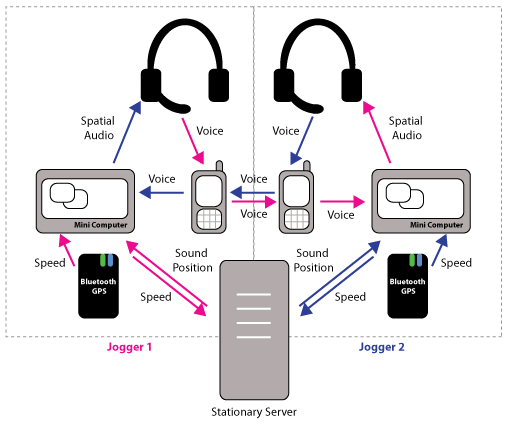 Spatial
Audio
Voice
Voice
Spatial
Audio
Voice
Voice
Voice
Voice
Mini Computer
Mini Computer
Speed
Bluetooth
GPS
Sound
Position
Speed
Sound
Position
Speed
Bluetooth
GPS
Speed
Jogger 1
Jogger 2
Stationary Server